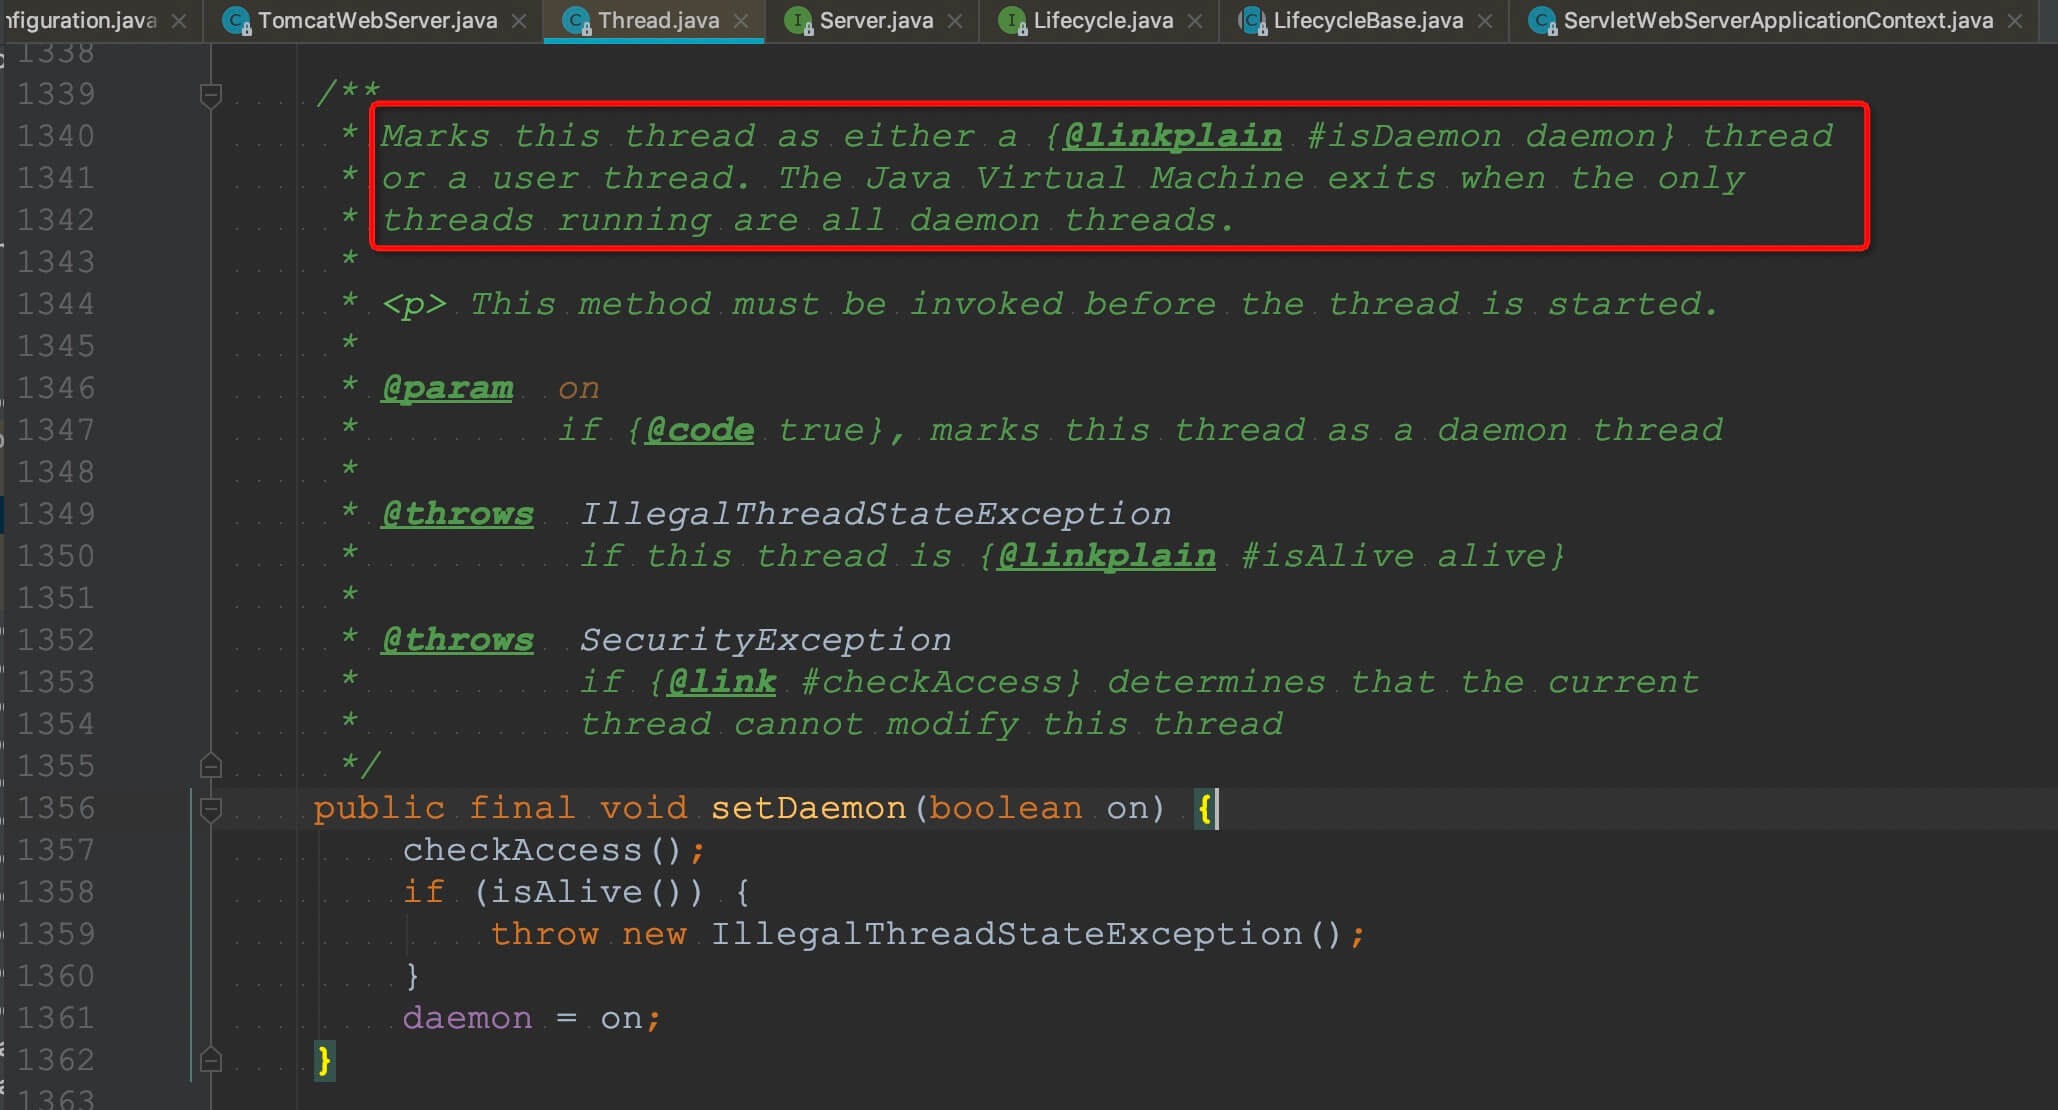 nfiguration.java TomcatWebServer.java Thread.java Server.java Lifecycle.java LifecycleBase.java ServletWebServerApplicationContext.java
1338
1339 /**
1340 * Marks this thread as either a {@linkplain #isDaemon daemon} thread
1341 * or a user thread. The Java Virtual Machine exits when the only
1342 * threads running are all daemon threads.
1343 *
1344 * <p> This method must be invoked before the thread is started.
1345 *
1346 * @param on
1347 * if {@code true}, marks this thread as a daemon thread
1348 *
1349 * @throws IllegalThreadStateException
1350 * if this thread is {@linkplain #isAlive alive}
1351 *
1352 * @throws SecurityException
1353 * if {@link #checkAccess} determines that the current
1354 * thread cannot modify this thread
1355 */
1356 public final void setDaemon(boolean on) {
1357 checkAccess();
1358 if (isAlive()) {
1359 throw new IllegalThreadStateException();
1360 }
1361 daemon = on;
1362 }
1363